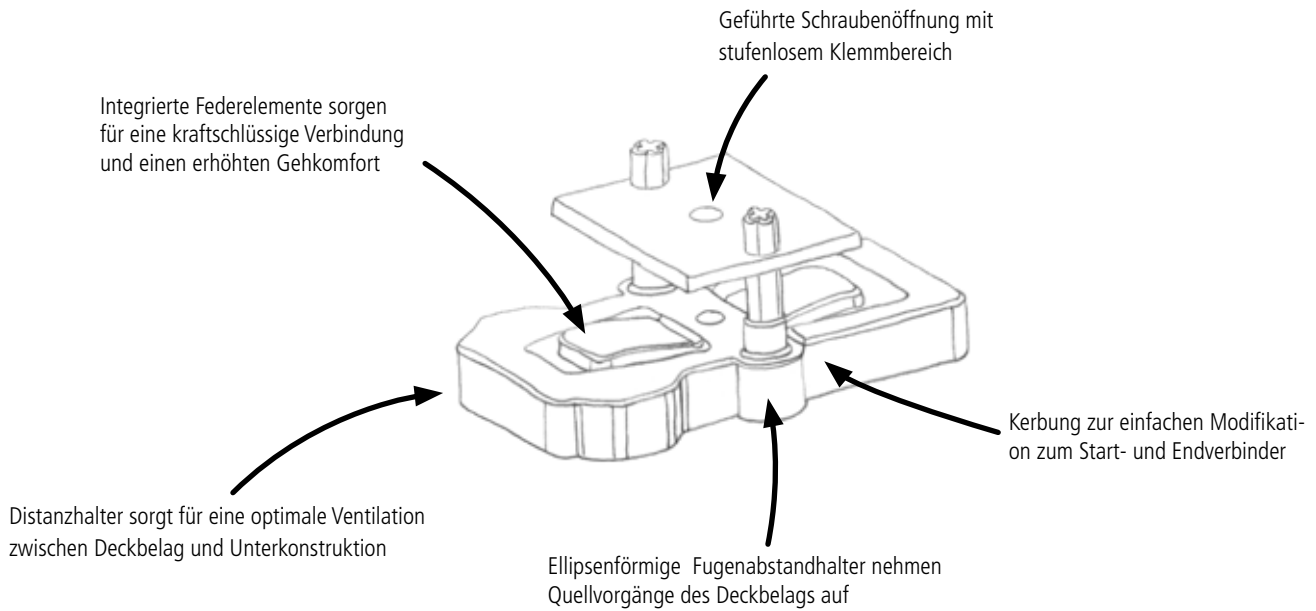 Geführte Schraubenöffnung mit
stufenlosem Klemmbereich
Integrierte Federelemente sorgen
für eine kraftschlüssige Verbindung
und einen erhöhten Gehkomfort
Kerbung zur einfachen Modifikati-
on zum Start- und Endverbinder
Distanzhalter sorgt für eine optimale Ventilation
zwischen Deckbelag und Unterkonstruktion
Ellipsenförmige Fugenabstandhalter nehmen
Quellvorgänge des Deckbelags auf